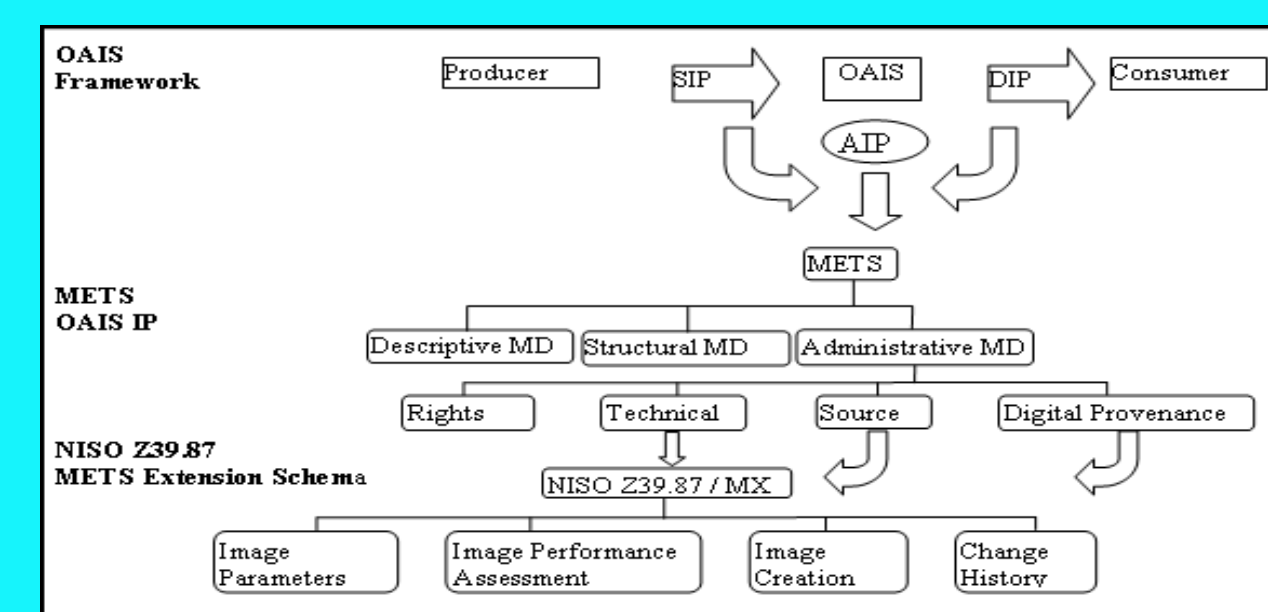 OAIS
Framework
Producer
SIP
OAIS
DIP
Consumer
AIP
METS
METS
OAIS IP
Descriptive MD
Structural MD
Administrative MD
Rights
Technical
Source
Digital Provenance
NISO Z39.87
METS Extension Schema
NISO Z39.87 / MX
Image
Parameters
Image Performance
Assessment
Image
Creation
Change
History